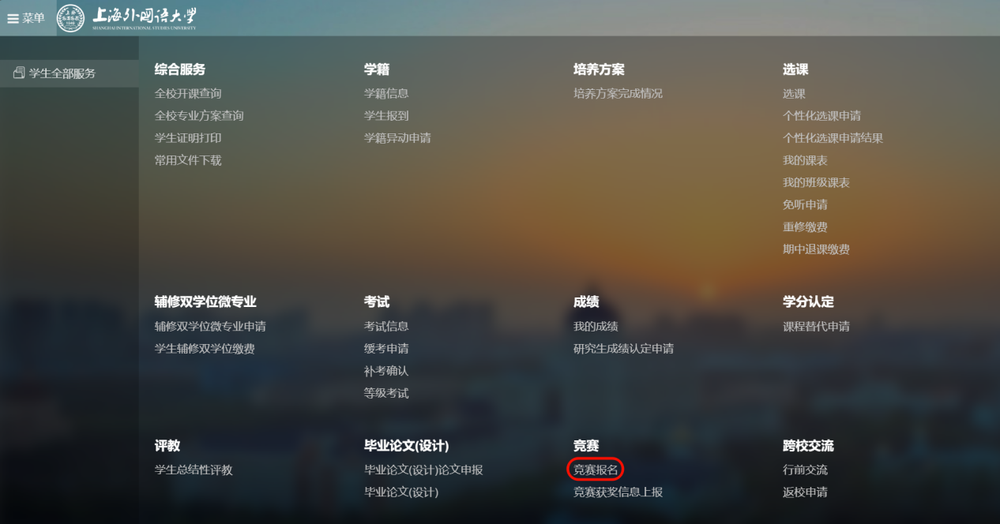 菜单
上海外国语大学
SHANGHAI INTERNATIONAL STUDIES UNIVERSITY
学生全部服务
综合服务
全校开课查询
全校专业方案查询
学生证明打印
常用文件下载
学籍
学籍信息
学生报到
学籍异动申请
培养方案
培养方案完成情况
选课
选课
个性化选课申请
个性化选课申请结果
我的课表
我的班级课表
免听申请
重修缴费
期中退课缴费
辅修双学位微专业
辅修双学位微专业申请
学生辅修双学位缴费
考试
考试信息
缓考申请
补考确认
等级考试
成绩
我的成绩
研究生成绩认定申请
学分认定
课程替代申请
评教
学生总结性评教
毕业论文(设计)
毕业论文(设计)论文申报
毕业论文(设计)
竞赛
竞赛报名
竞赛获奖信息上报
跨校交流
行前交流
返校申请